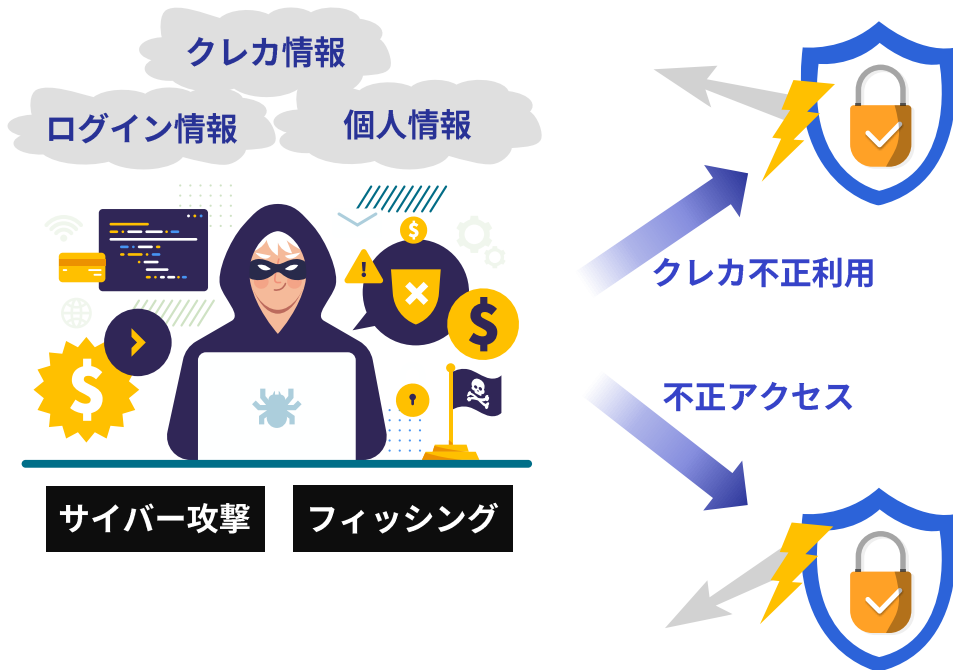 クレカ情報
ログイン情報
個人情報
$
!
$
$
クレカ不正利用
不正アクセス
サイバー攻撃
フィッシング